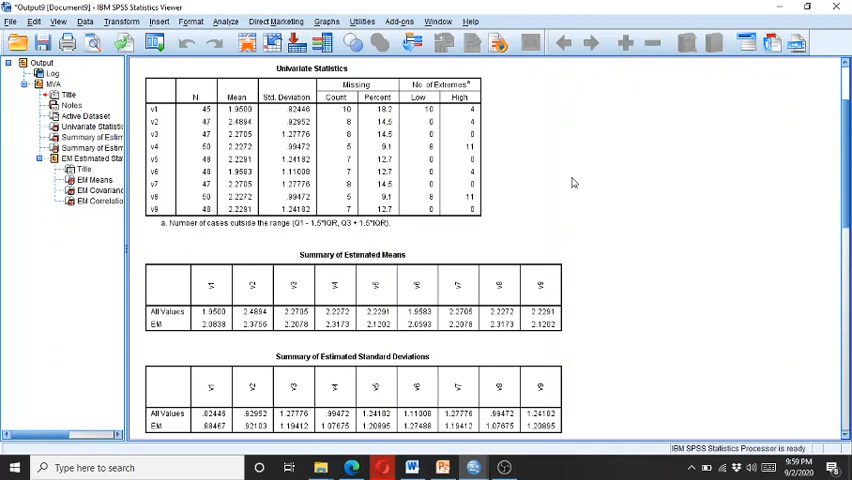 *Output9 [Document9] - IBM SPSS Statistics Viewer
File Edit View Data Transform Insert Format Analyze Direct Marketing Graphs Utilities Add-ons Window Help
Output
Log
MVA
Title
Notes
Active Dataset
Univariate Statistic
Summary of Estim
Summary of Estim
EM Estimated Sta
Title
EM Means
EM Covarianc
EM Correlatio
Univariate Statistics
Missing No. of Extremes^a
N Mean Std. Deviation Count Percent Low High
v1 45 1.9500 .82446 10 18.2 10 4
v2 47 2.4894 .92952 8 14.5 0 4
v3 47 2.2705 1.27776 8 14.5 0 0
v4 50 2.2272 .99472 5 9.1 8 11
v5 48 2.2291 1.24182 7 12.7 0 0
v6 48 1.9583 1.11008 7 12.7 0 4
v7 47 2.2705 1.27776 8 14.5 0 0
v8 50 2.2272 .99472 5 9.1 8 11
v9 48 2.2291 1.24182 7 12.7 0 0
a. Number of cases outside the range (Q1 - 1.5*IQR, Q3 + 1.5*IQR).
Summary of Estimated Means
v1 v2 v3 v4 v5 v6 v7 v8 v9
All Values 1.9500 2.4894 2.2705 2.2272 2.2291 1.9583 2.2705 2.2272 2.2291
EM 2.0838 2.3756 2.2078 2.3173 2.1202 2.0593 2.2078 2.3173 2.1202
Summary of Estimated Standard Deviations
v1 v2 v3 v4 v5 v6 v7 v8 v9
All Values .82446 .92952 1.27776 .99472 1.24182 1.11008 1.27776 .99472 1.24182
EM .88467 .92103 1.19412 1.07675 1.20895 1.27488 1.19412 1.07675 1.20895
IBM SPSS Statistics Processor is ready
Type here to search
9:59 PM
9/2/2020